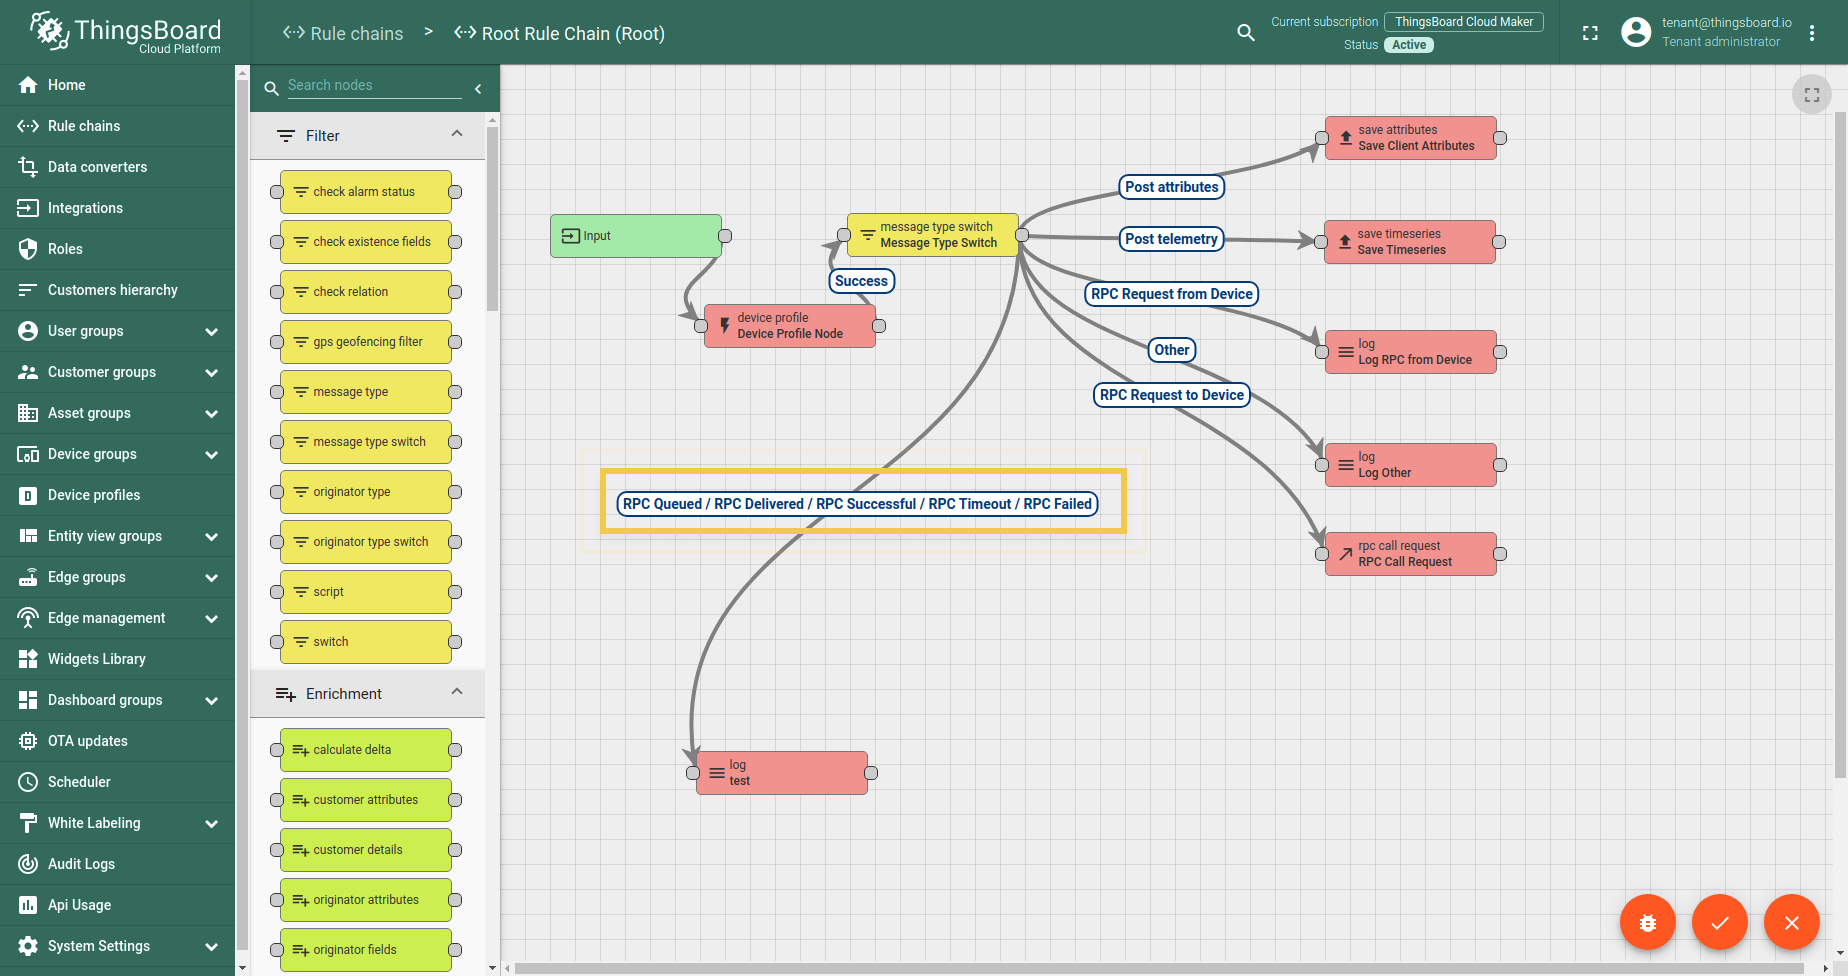 ThingsBoard
Cloud Platform
Rule chains > Root Rule Chain (Root)
Current subscription ThingsBoard Cloud Maker
Status Active
tenant@thingsboard.io
Tenant administrator
Home
Rule chains
Data converters
Integrations
Roles
Customers hierarchy
User groups
Customer groups
Asset groups
Device groups
Device profiles
Entity view groups
Edge groups
Edge management
Widgets Library
Dashboard groups
OTA updates
Scheduler
White Labeling
Audit Logs
Api Usage
System Settings
Search nodes
Filter
check alarm status
check existence fields
check relation
gps geofencing filter
message type
message type switch
originator type
originator type switch
script
switch
Enrichment
calculate delta
customer attributes
customer details
originator attributes
originator fields
Input
device profile
Device Profile Node
Success
message type switch
Message Type Switch
Post attributes
Post telemetry
RPC Request from Device
Other
RPC Request to Device
RPC Queued / RPC Delivered / RPC Successful / RPC Timeout / RPC Failed
save attributes
Save Client Attributes
save timeseries
Save Timeseries
log
Log RPC from Device
log
Log Other
rpc call request
RPC Call Request
log
test